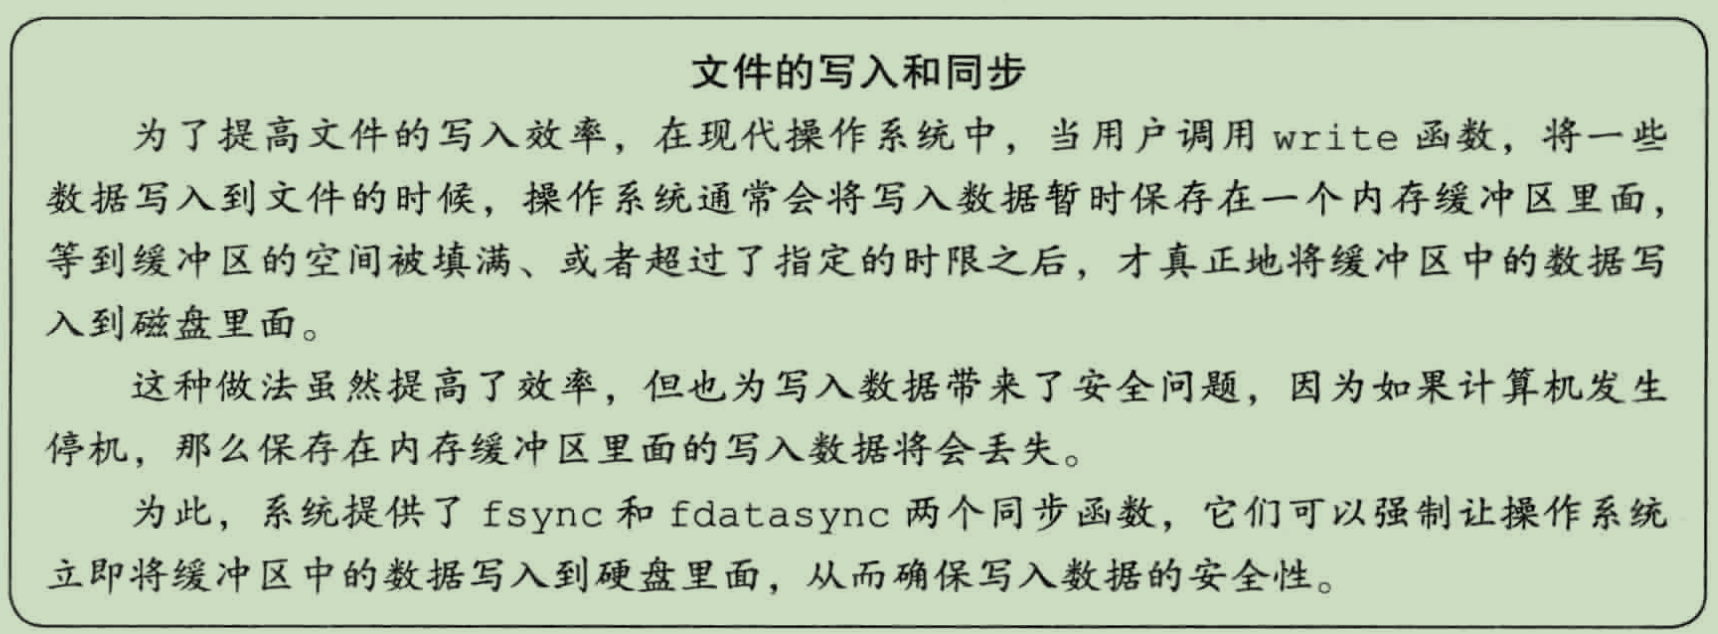 文件的写入和同步
为了提高文件的写入效率，在现代操作系统中，当用户调用 write 函数，将一些
数据写入到文件的时候，操作系统通常会将写入数据暂时保存在一个内存缓冲区里面，
等到缓冲区的空间被填满、或者超过了指定的时限之后，才真正地将缓冲区中的数据写
入到磁盘里面。
这种做法虽然提高了效率，但也为写入数据带来了安全问题，因为如果计算机发生
停机，那么保存在内存缓冲区里面的写入数据将会丢失。
为此，系统提供了 fsync 和 fdatasync 两个同步函数，它们可以强制让操作系统
立即将缓冲区中的数据写入到硬盘里面，从而确保写入数据的安全性。